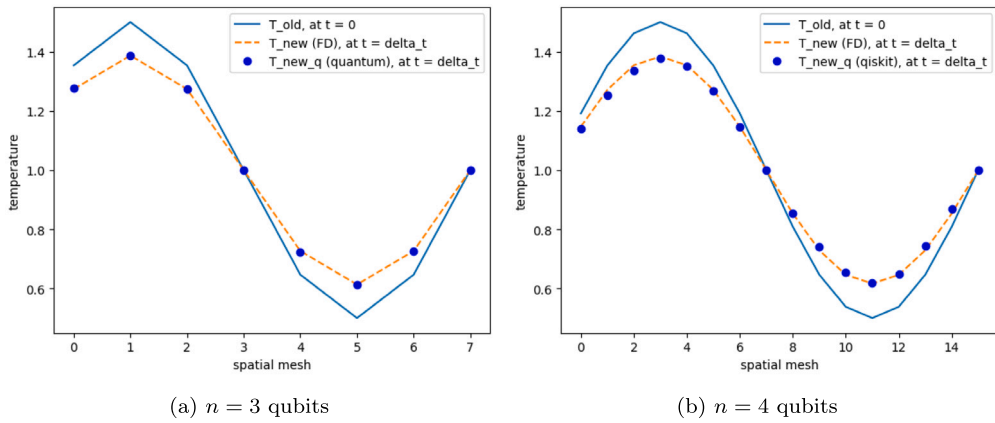 T_old, at t = 0
T_new (FD), at t = delta_t
T_new_q (quantum), at t = delta_t
temperature
1.4
1.2
1.0
0.8
0.6
0 1 2 3 4 5 6 7
spatial mesh
(a) n = 3 qubits
T_old, at t = 0
T_new (FD), at t = delta_t
T_new_q (qiskit), at t = delta_t
temperature
1.4
1.2
1.0
0.8
0.6
0 2 4 6 8 10 12 14
spatial mesh
(b) n = 4 qubits